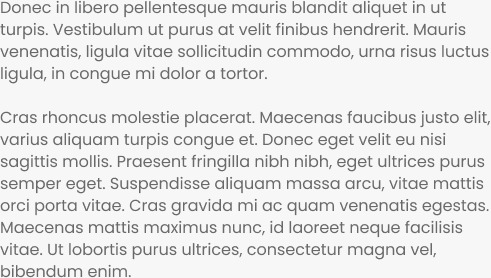 Donec in libero pellentesque mauris blandit aliquet in ut
turpis. Vestibulum ut purus at velit finibus hendrerit. Mauris
venenatis, ligula vitae sollicitudin commodo, urna risus luctus
ligula, in congue mi dolor a tortor.

Cras rhoncus molestie placerat. Maecenas faucibus justo elit,
varius aliquam turpis congue et. Donec eget velit eu nisi
sagittis mollis. Praesent fringilla nibh nibh, eget ultrices purus
semper eget. Suspendisse aliquam massa arcu, vitae mattis
orci porta vitae. Cras gravida mi ac quam venenatis egestas.
Maecenas mattis maximus nunc, id laoreet neque facilisis
vitae. Ut lobortis purus ultrices, consectetur magna vel,
bibendum enim.